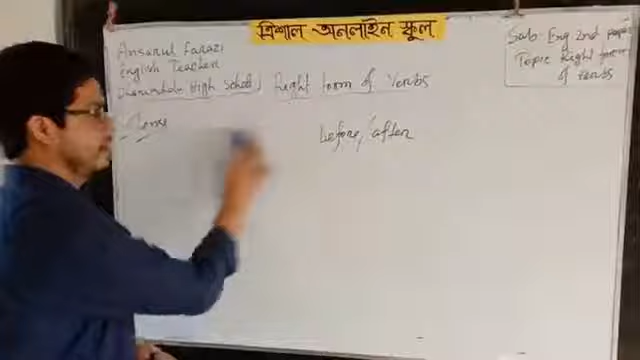 ত্রিশাল অনলাইন স্কুল
Ansarul Farazi
English Teacher
High School
Right form of Verbs
Sub: Eng 2nd paper
Topic Right form
of verbs
Tense
before, after